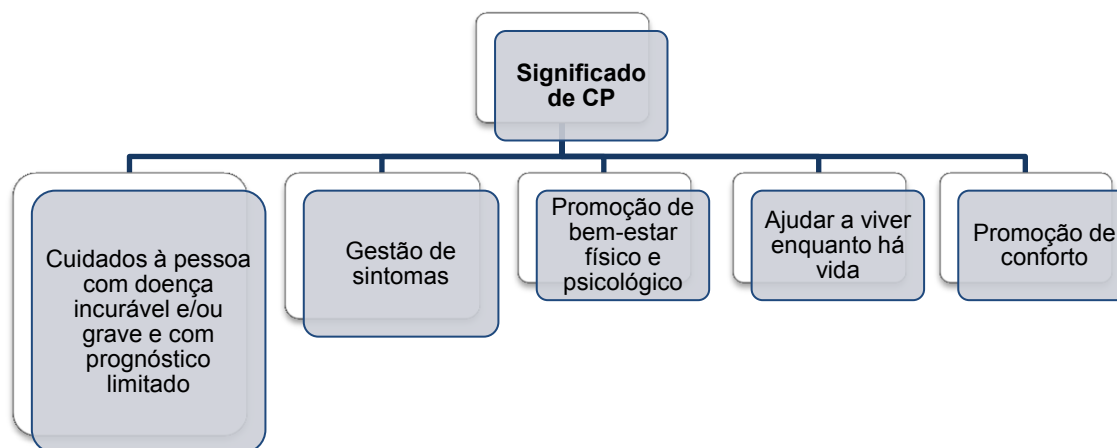 Significado
de CP
Cuidados à pessoa
com doença
incurável e/ou
grave e com
prognóstico
limitado
Gestão de
sintomas
Promoção de
bem-estar
físico e
psicológico
Ajudar a viver
enquanto há
vida
Promoção de
conforto